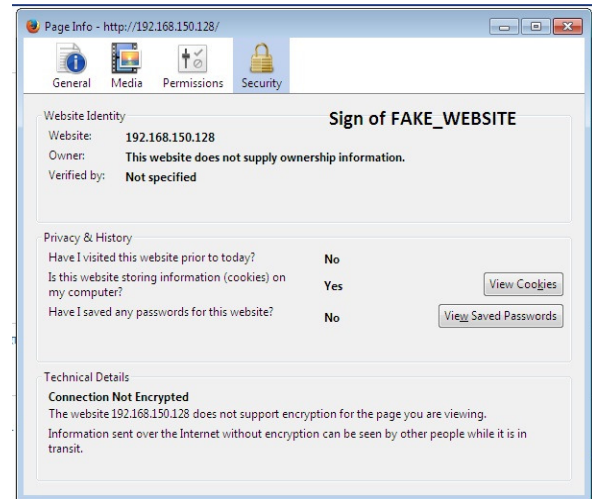 Page Info - http://192.168.150.128/
General Media Permissions Security
Website Identity
Sign of FAKE_WEBSITE
Website: 192.168.150.128
Owner: This website does not supply ownership information.
Verified by: Not specified
Privacy & History
Have I visited this website prior to today? No
Is this website storing information (cookies) on
my computer? Yes View Cookies
Have I saved any passwords for this website? No View Saved Passwords
Technical Details
Connection Not Encrypted
The website 192.168.150.128 does not support encryption for the page you are viewing.
Information sent over the Internet without encryption can be seen by other people while it is in
transit.